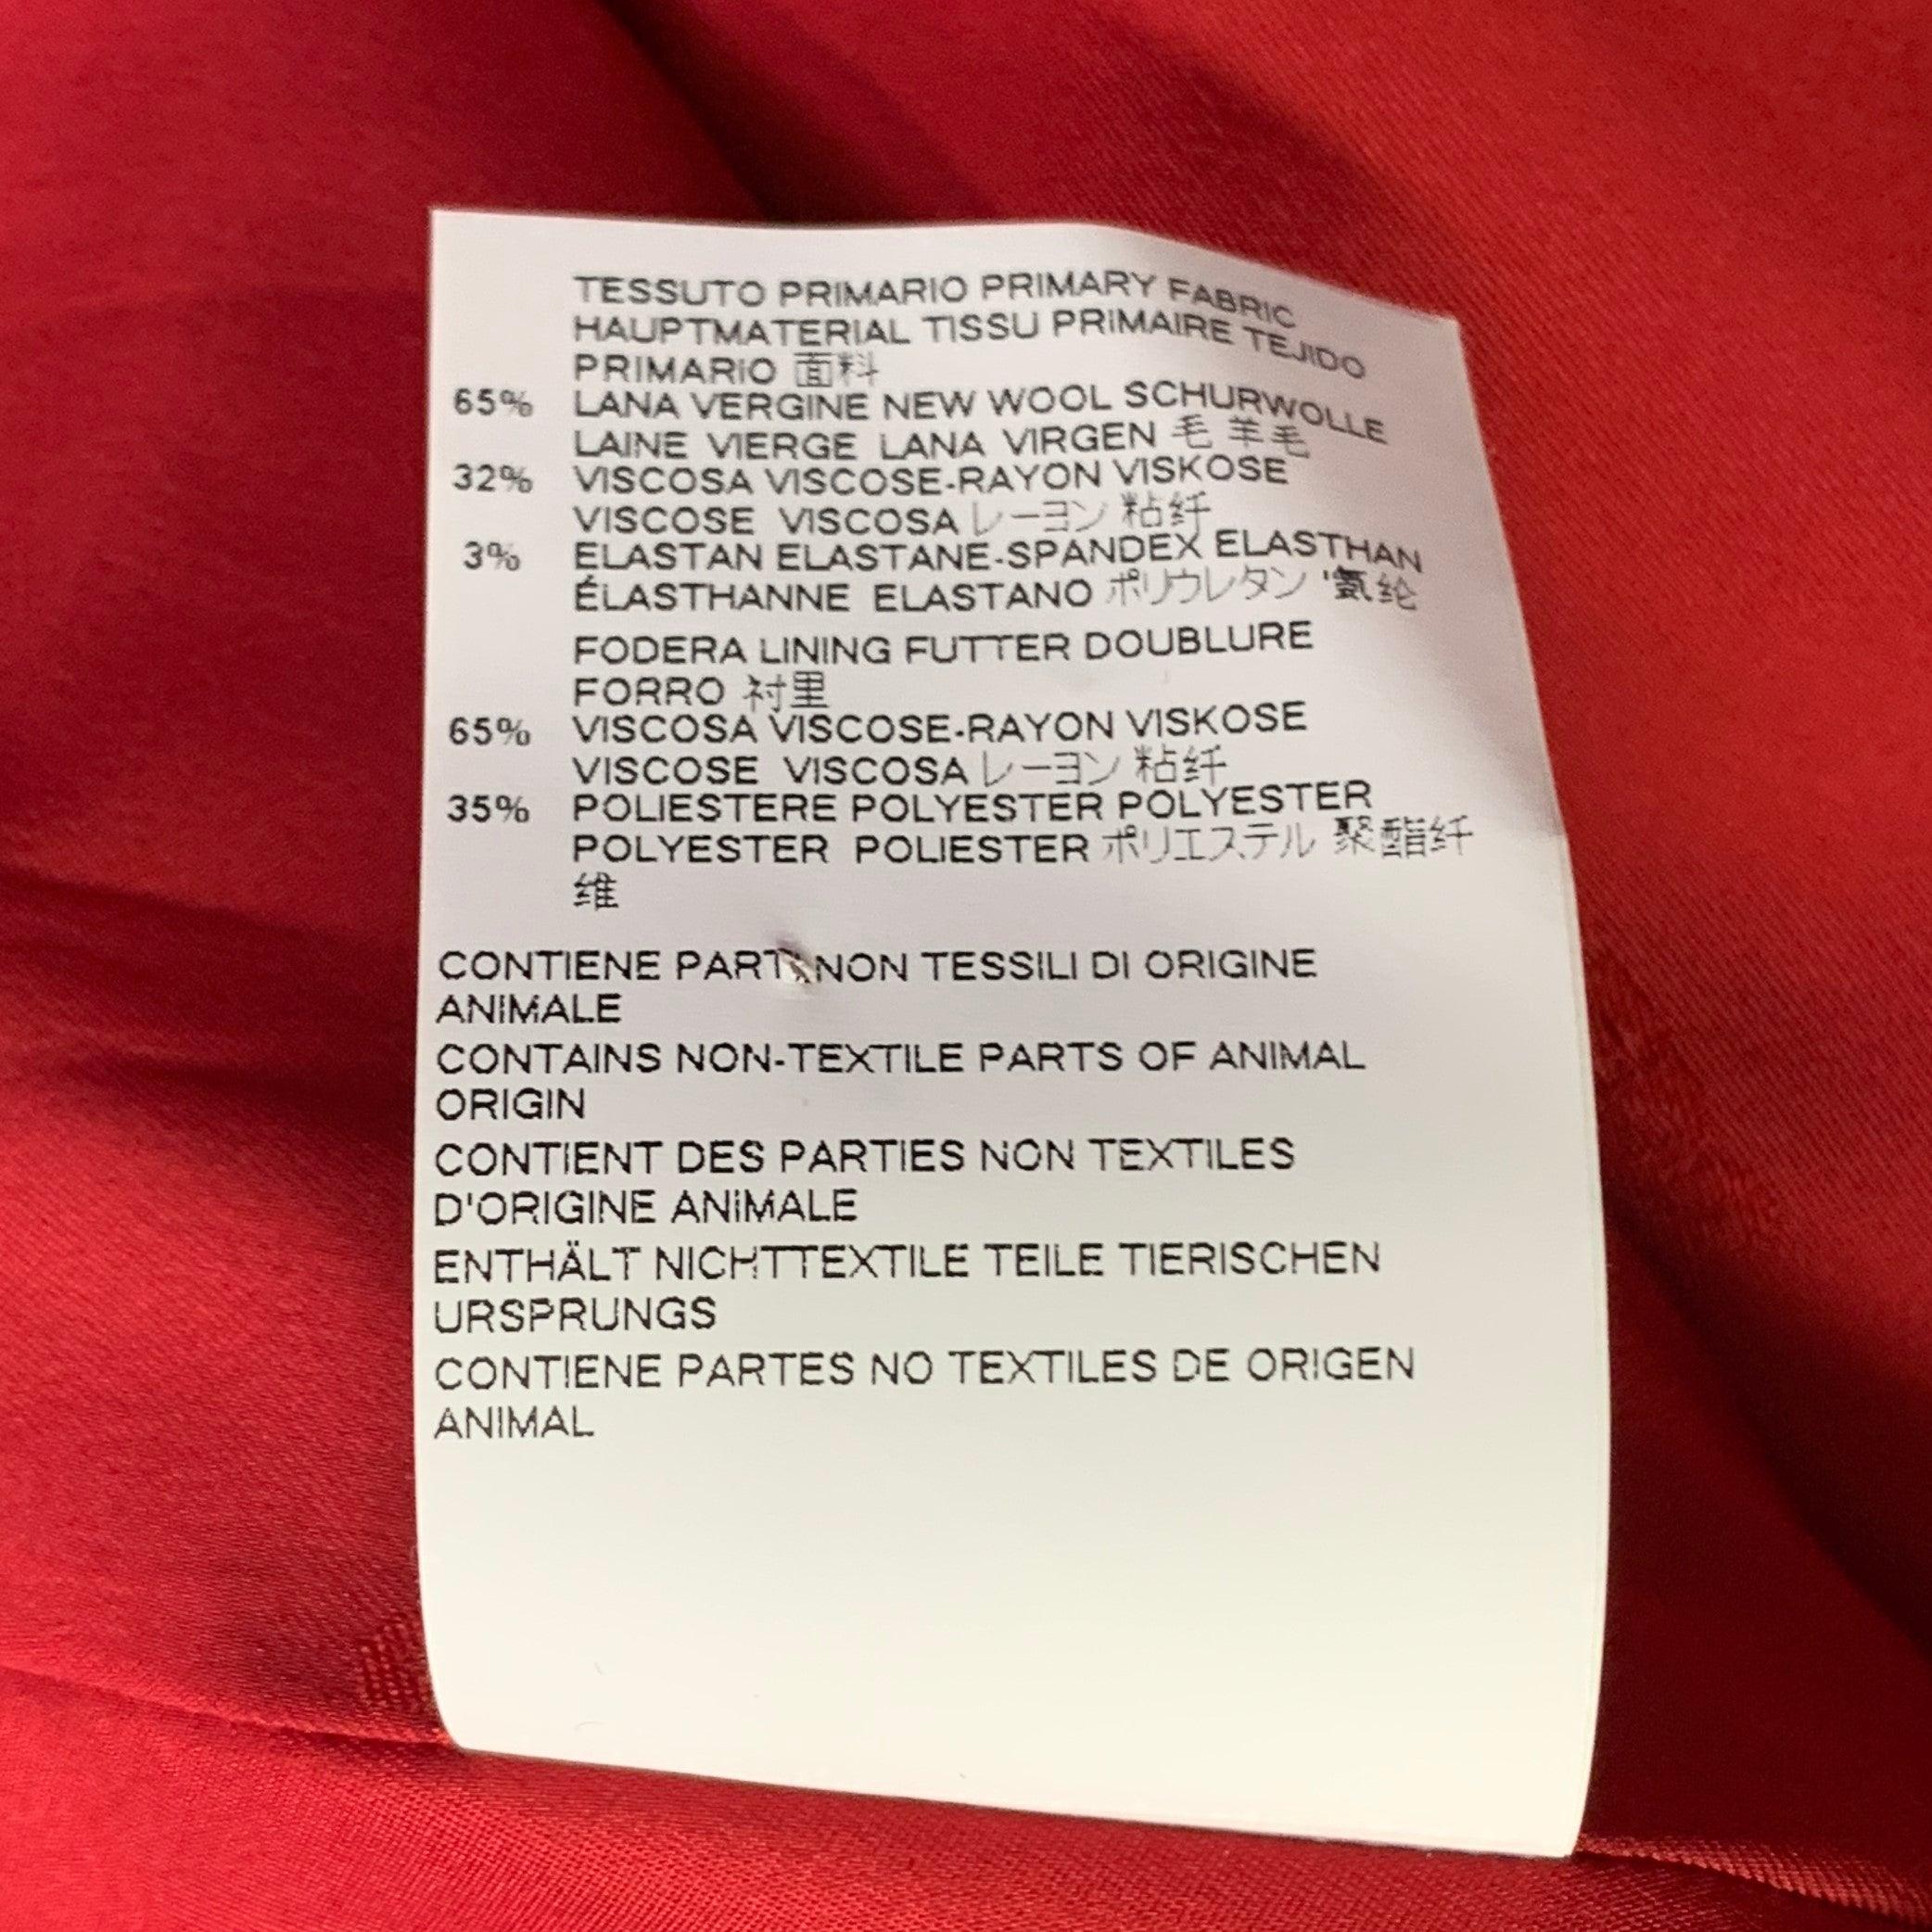 TESSUTO PRIMARIO PRIMARY FABRIC
HAUPTMATERIAL TISSU PRIMAIRE TEJIDO
PRIMARIO 面料
65% LANA VERGINE NEW WOOL SCHURWOLLE
LAINE VIERGE LANA VIRGEN 毛 羊毛
32% VISCOSA VISCOSE-RAYON VISKOSE
VISCOSE VISCOSA レーヨン 粘纤
3% ELASTAN ELASTANE-SPANDEX ELASTHAN
ÉLASTHANNE ELASTANO ポリウレタン '氨纶
FODERA LINING FUTTER DOUBLURE
FORRO 衬里
65% VISCOSA VISCOSE-RAYON VISKOSE
VISCOSE VISCOSA レーヨン 粘纤
35% POLIESTERE POLYESTER POLYESTER
POLYESTER POLIESTER ポリエステル 聚酯纤
维
CONTIENE PARTI NON TESSILI DI ORIGINE
ANIMALE
CONTAINS NON-TEXTILE PARTS OF ANIMAL
ORIGIN
CONTIENT DES PARTIES NON TEXTILES
D'ORIGINE ANIMALE
ENTHÄLT NICHTTEXTILE TEILE TIERISCHEN
URSPRUNGS
CONTIENE PARTES NO TEXTILES DE ORIGEN
ANIMAL